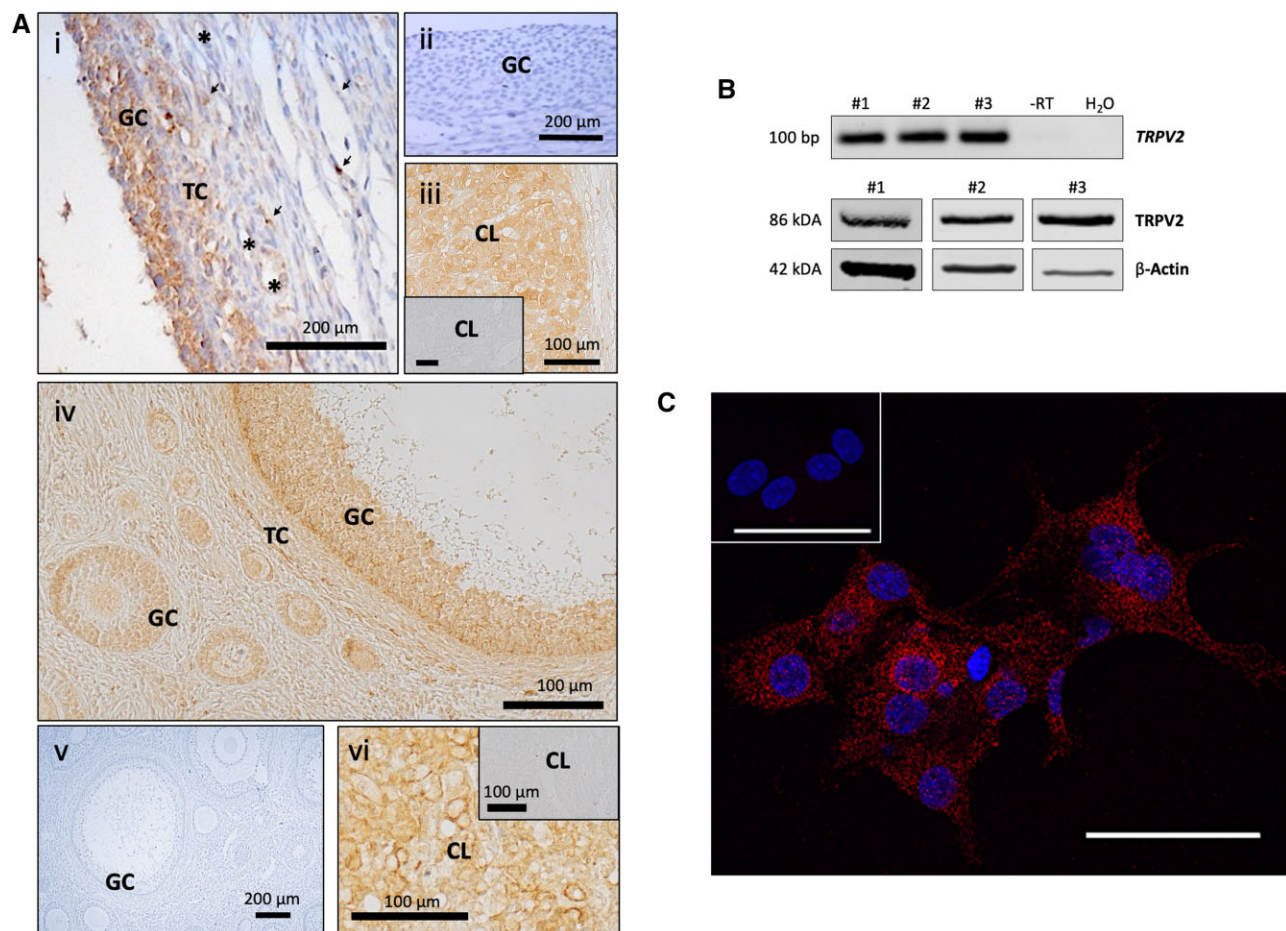 A
i
*
GC
TC
*
*
200 µm
ii
GC
200 µm
iii
CL
CL
100 µm
iv
GC
TC
GC
100 µm
v
GC
200 µm
vi
CL
100 µm
CL
100 µm
B
#1 #2 #3 -RT H₂O
100 bp TRPV2
#1 #2 #3
86 kDA TRPV2
42 kDA β-Actin
C